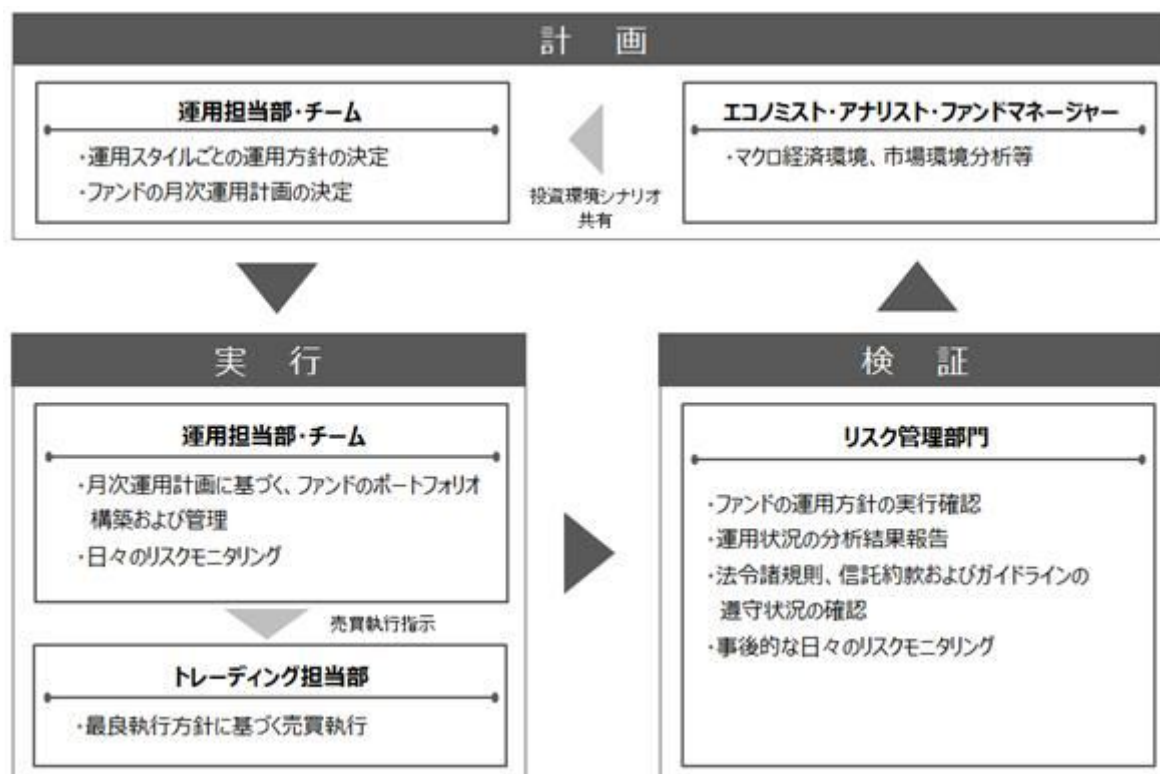 計 画
運用担当部・チーム
・運用スタイルごとの運用方針の決定
・ファンドの月次運用計画の決定
投資環境シナリオ
共有
エコノミスト・アナリスト・ファンドマネージャー
・マクロ経済環境、市場環境分析等
実 行
運用担当部・チーム
・月次運用計画に基づく、ファンドのポートフォリオ
構築および管理
・日々のリスクモニタリング
売買執行指示
トレーディング担当部
・最良執行方針に基づく売買執行
検 証
リスク管理部門
・ファンドの運用方針の実行確認
・運用状況の分析結果報告
・法令諸規則、信託約款およびガイドラインの
遵守状況の確認
・事後的な日々のリスクモニタリング